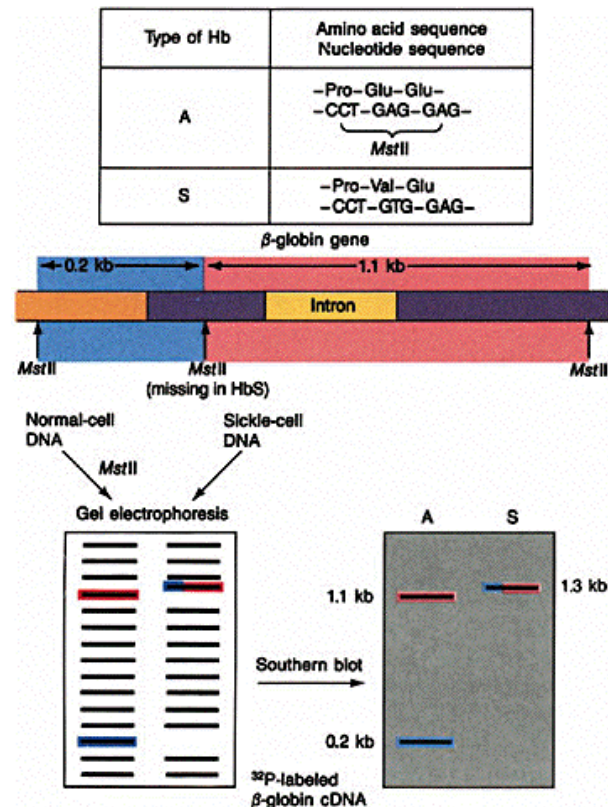 Type of Hb
Amino acid sequence
Nucleotide sequence
A
–Pro–Glu–Glu–
–CCT–GAG–GAG–
MstII
S
–Pro–Val–Glu
–CCT–GTG–GAG–
β-globin gene
0.2 kb
1.1 kb
Intron
MstII
MstII
(missing in HbS)
MstII
Normal-cell
DNA
Sickle-cell
DNA
MstII
Gel electrophoresis
A
S
1.1 kb
1.3 kb
Southern blot
0.2 kb
³²P-labeled
β-globin cDNA